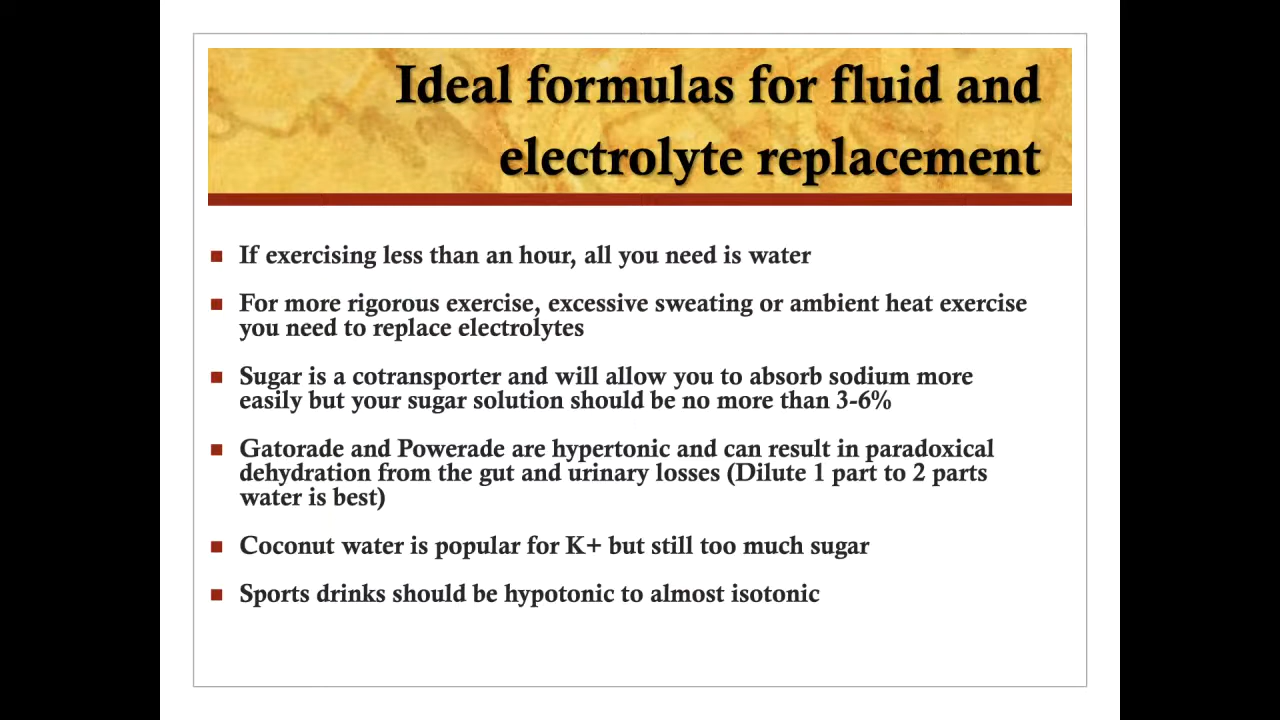 Ideal formulas for fluid and
electrolyte replacement
If exercising less than an hour, all you need is water
For more rigorous exercise, excessive sweating or ambient heat exercise
you need to replace electrolytes
Sugar is a cotransporter and will allow you to absorb sodium more
easily but your sugar solution should be no more than 3-6%
Gatorade and Powerade are hypertonic and can result in paradoxical
dehydration from the gut and urinary losses (Dilute 1 part to 2 parts
water is best)
Coconut water is popular for K+ but still too much sugar
Sports drinks should be hypotonic to almost isotonic